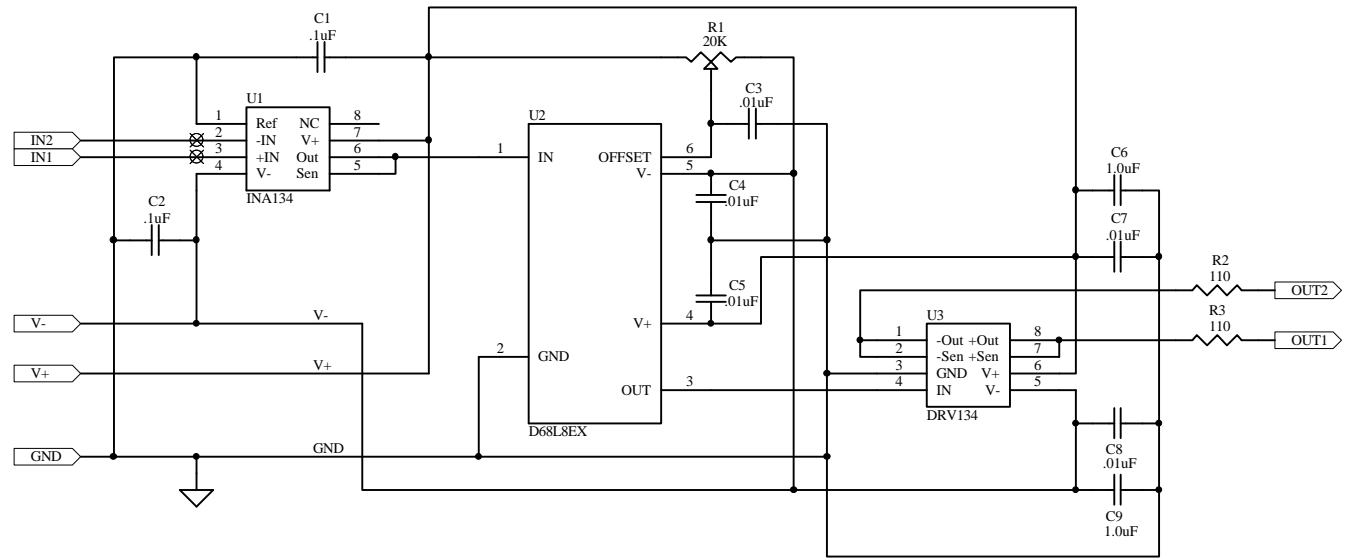 C1
.1uF
R1
20K
C3
.01uF
U1
1 Ref NC 8
2 -IN V+ 7
3 +IN Out 6
4 V- Sen 5
INA134
IN2
IN1
U2
1 IN OFFSET 6
V- 5
C4
.01uF
C6
1.0uF
C7
.01uF
C2
.1uF
R2
110
OUT2
C5
.01uF
V+ 4
V- V-
U3
R3
110
OUT1
1 -Out +Out 8
2 -Sen +Sen 7
3 GND V+ 6
4 IN V- 5
DRV134
2 GND
V+ V+
OUT 3
D68L8EX
GND GND
C8
.01uF
C9
1.0uF